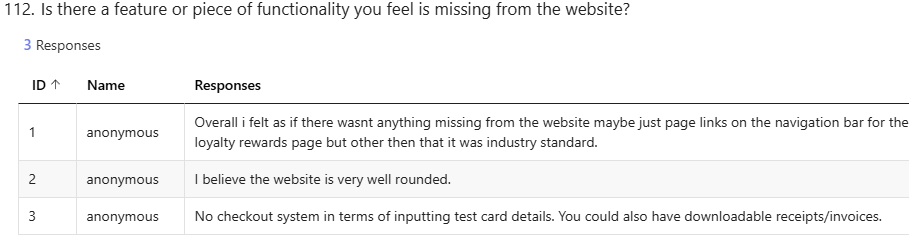 112. Is there a feature or piece of functionality you feel is missing from the website?
3 Responses
ID ↑ Name Responses
1 anonymous Overall i felt as if there wasnt anything missing from the website maybe just page links on the navigation bar for the
loyalty rewards page but other then that it was industry standard.
2 anonymous I believe the website is very well rounded.
3 anonymous No checkout system in terms of inputting test card details. You could also have downloadable receipts/invoices.